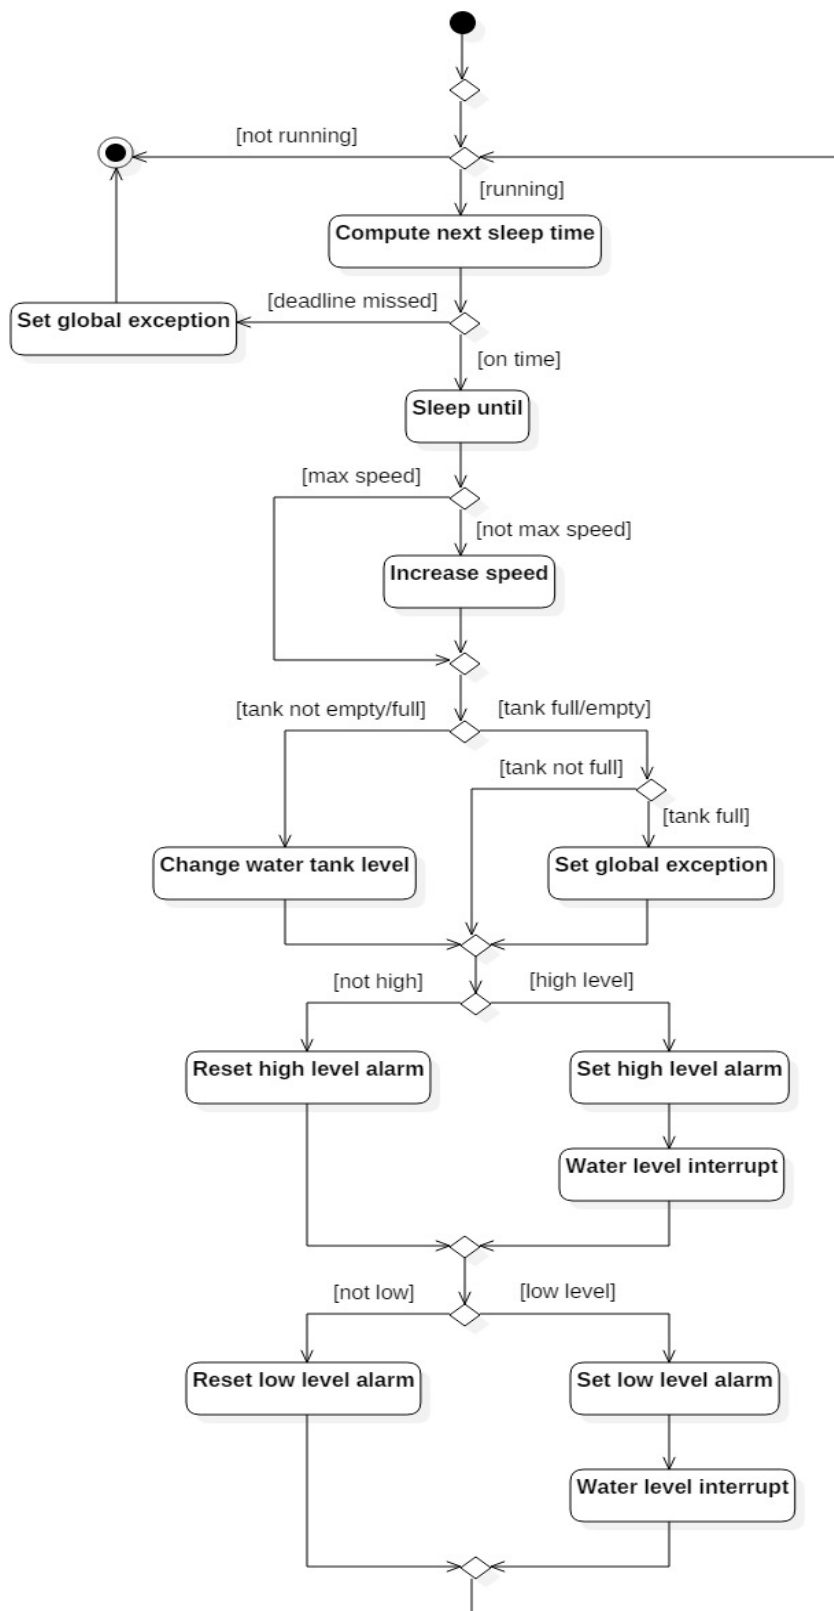 [not running]
[running]
Compute next sleep time
[deadline missed]
Set global exception
[on time]
Sleep until
[max speed]
[not max speed]
Increase speed
[tank not empty/full]
[tank full/empty]
[tank not full]
[tank full]
Change water tank level
Set global exception
[not high]
[high level]
Reset high level alarm
Set high level alarm
Water level interrupt
[not low]
[low level]
Reset low level alarm
Set low level alarm
Water level interrupt